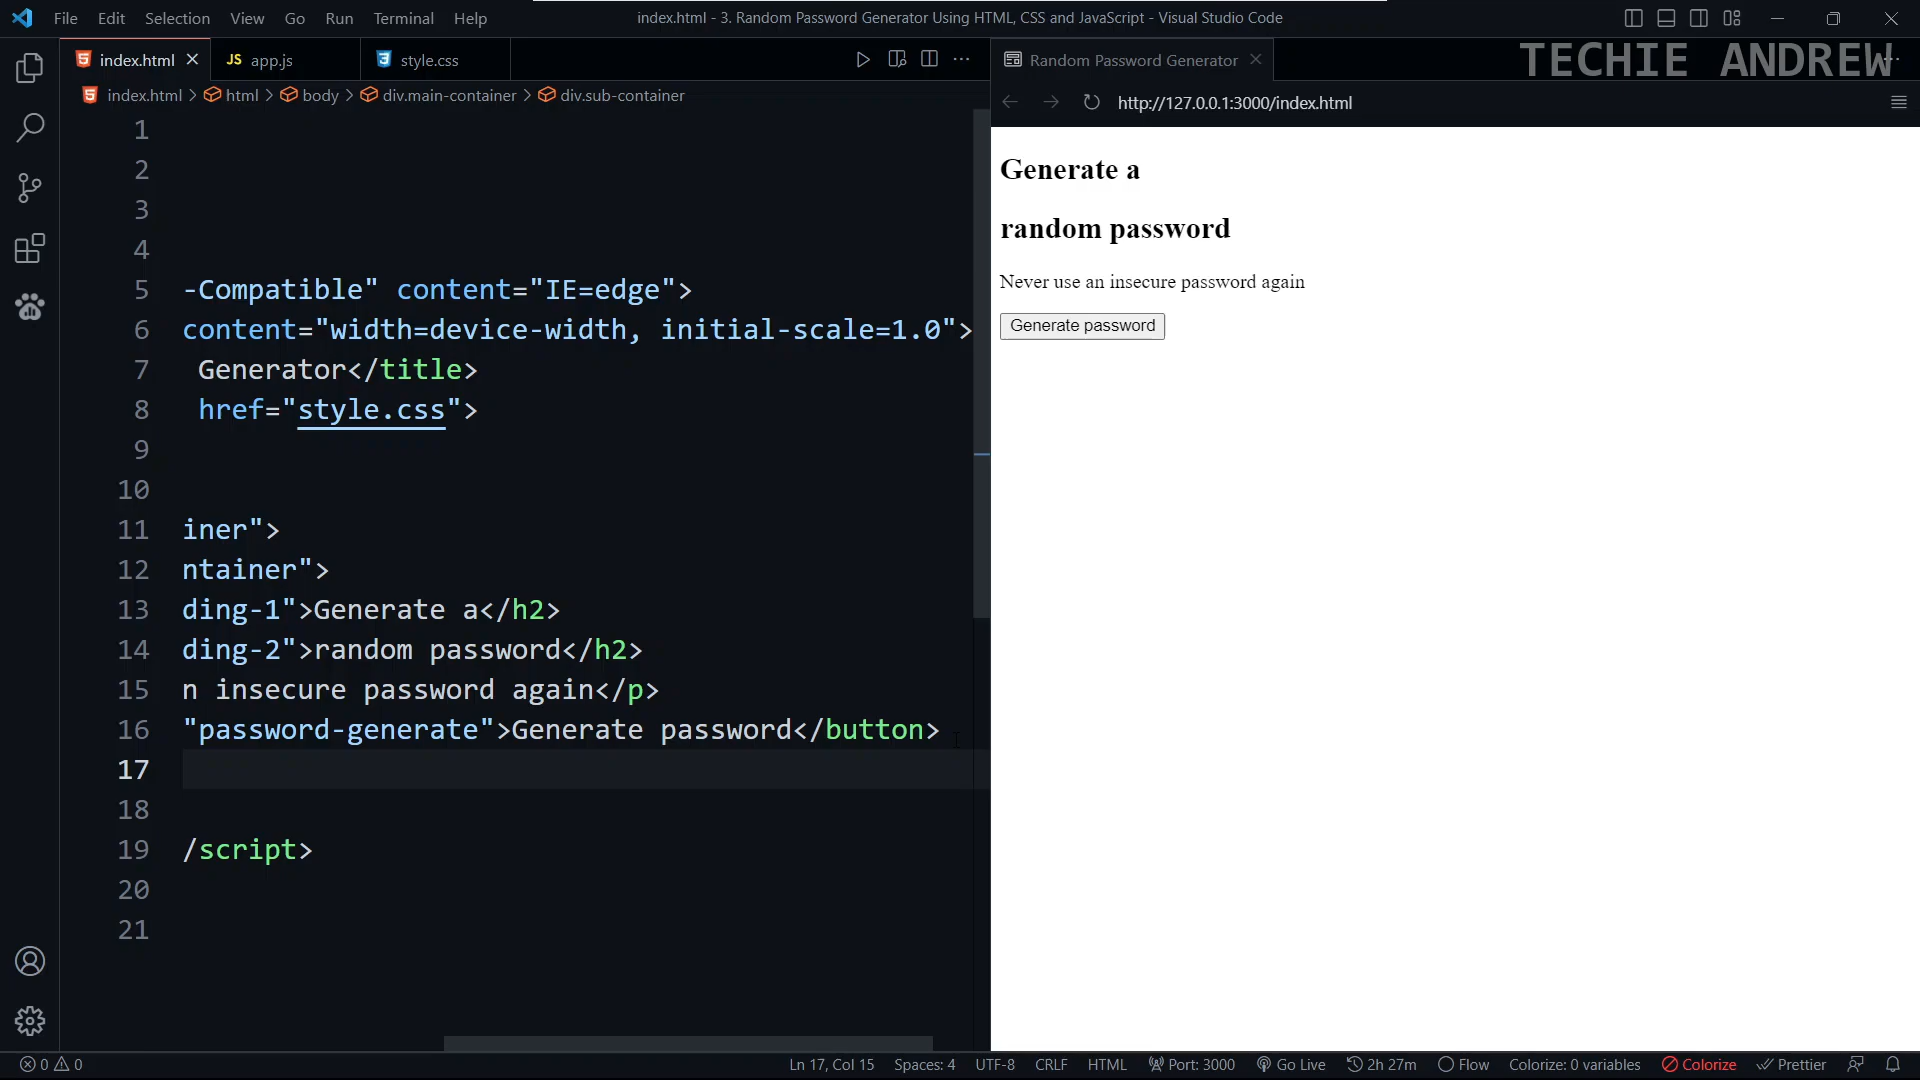 File Edit Selection View Go Run Terminal Help
index.html - 3. Random Password Generator Using HTML, CSS and JavaScript - Visual Studio Code
index.html
JS app.js
style.css
Random Password Generator
TECHIE ANDREW
index.html > html > body > div.main-container > div.sub-container
http://127.0.0.1:3000/index.html
1
2
3
4
5 -Compatible" content="IE=edge">
6 content="width=device-width, initial-scale=1.0">
7 Generator</title>
8 href="style.css">
9
10
11 iner">
12 ntainer">
13 ding-1">Generate a</h2>
14 ding-2">random password</h2>
15 n insecure password again</p>
16 "password-generate">Generate password</button>
17
18
19 /script>
20
21
Generate a
random password
Never use an insecure password again
Generate password
0 0
Ln 17, Col 15 Spaces: 4 UTF-8 CRLF HTML Port: 3000 Go Live 2h 27m Flow Colorize: 0 variables Colorize Prettier